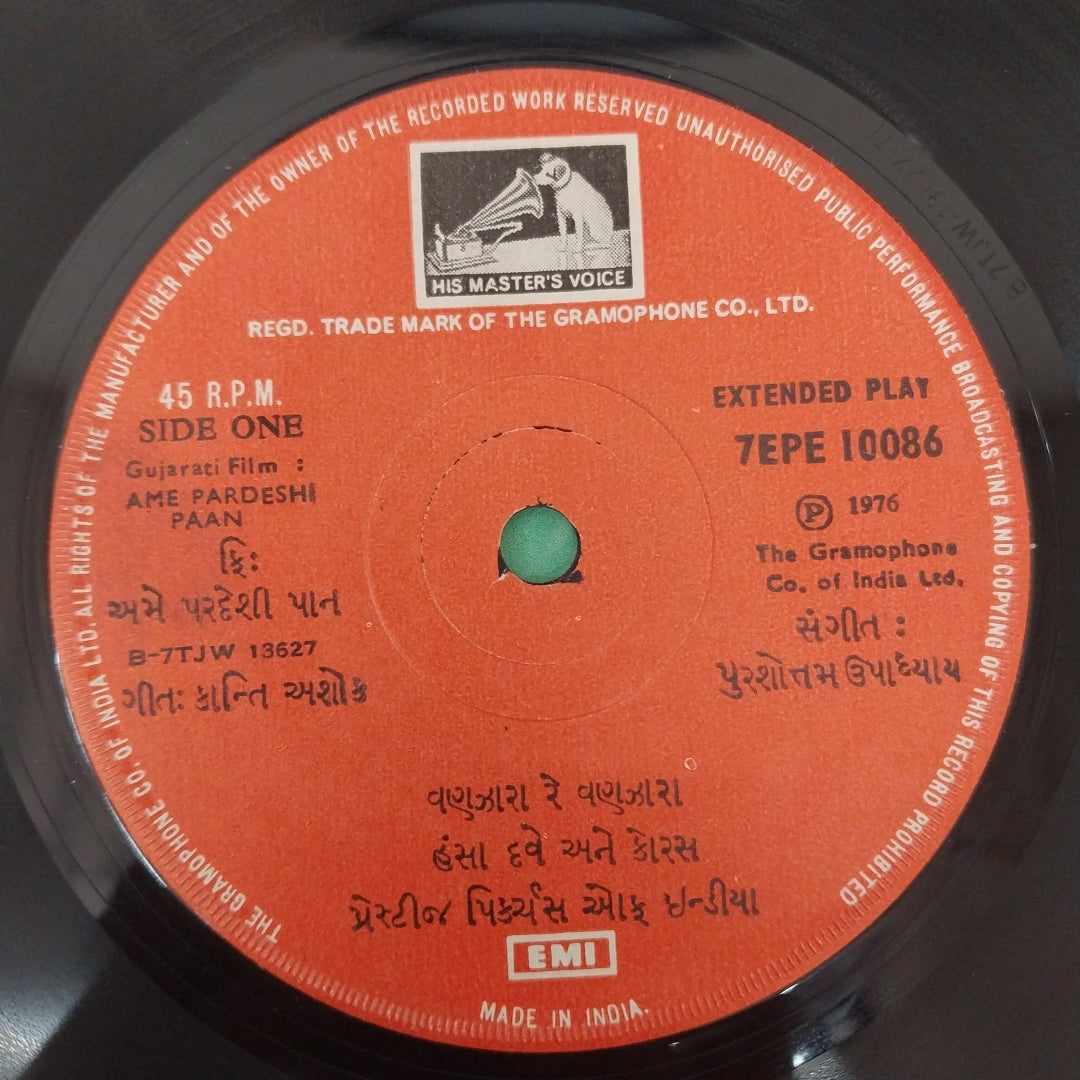 THE GRAMOPHONE CO. OF INDIA LTD. ALL RIGHTS OF THE MANUFACTURER AND OF THE OWNER OF THE RECORDED WORK RESERVED UNAUTHORISED PUBLIC PERFORMANCE BROADCASTING AND COPYING OF THIS RECORD PROHIBITED
HIS MASTER'S VOICE
REGD. TRADE MARK OF THE GRAMOPHONE CO., LTD.
45 R.P.M.
SIDE ONE
Gujarati Film :
AME PARDESHI
PAAN
ફિઃ
અમે પરદેશી પાન
B-7TJW 13627
ગીતઃ કાન્તિ અશોક
EXTENDED PLAY
7EPE 10086
Ⓟ 1976
The Gramophone
Co. of India Ltd.
સંગીત :
પુરશોત્તમ ઉપાધ્યાય
વણઝારા રે વણઝારા
હંસા દવે અને કોરસ
પ્રેસ્ટીજ પિકર્ચસ ઓફ ઇન્ડીયા
EMI
MADE IN INDIA.